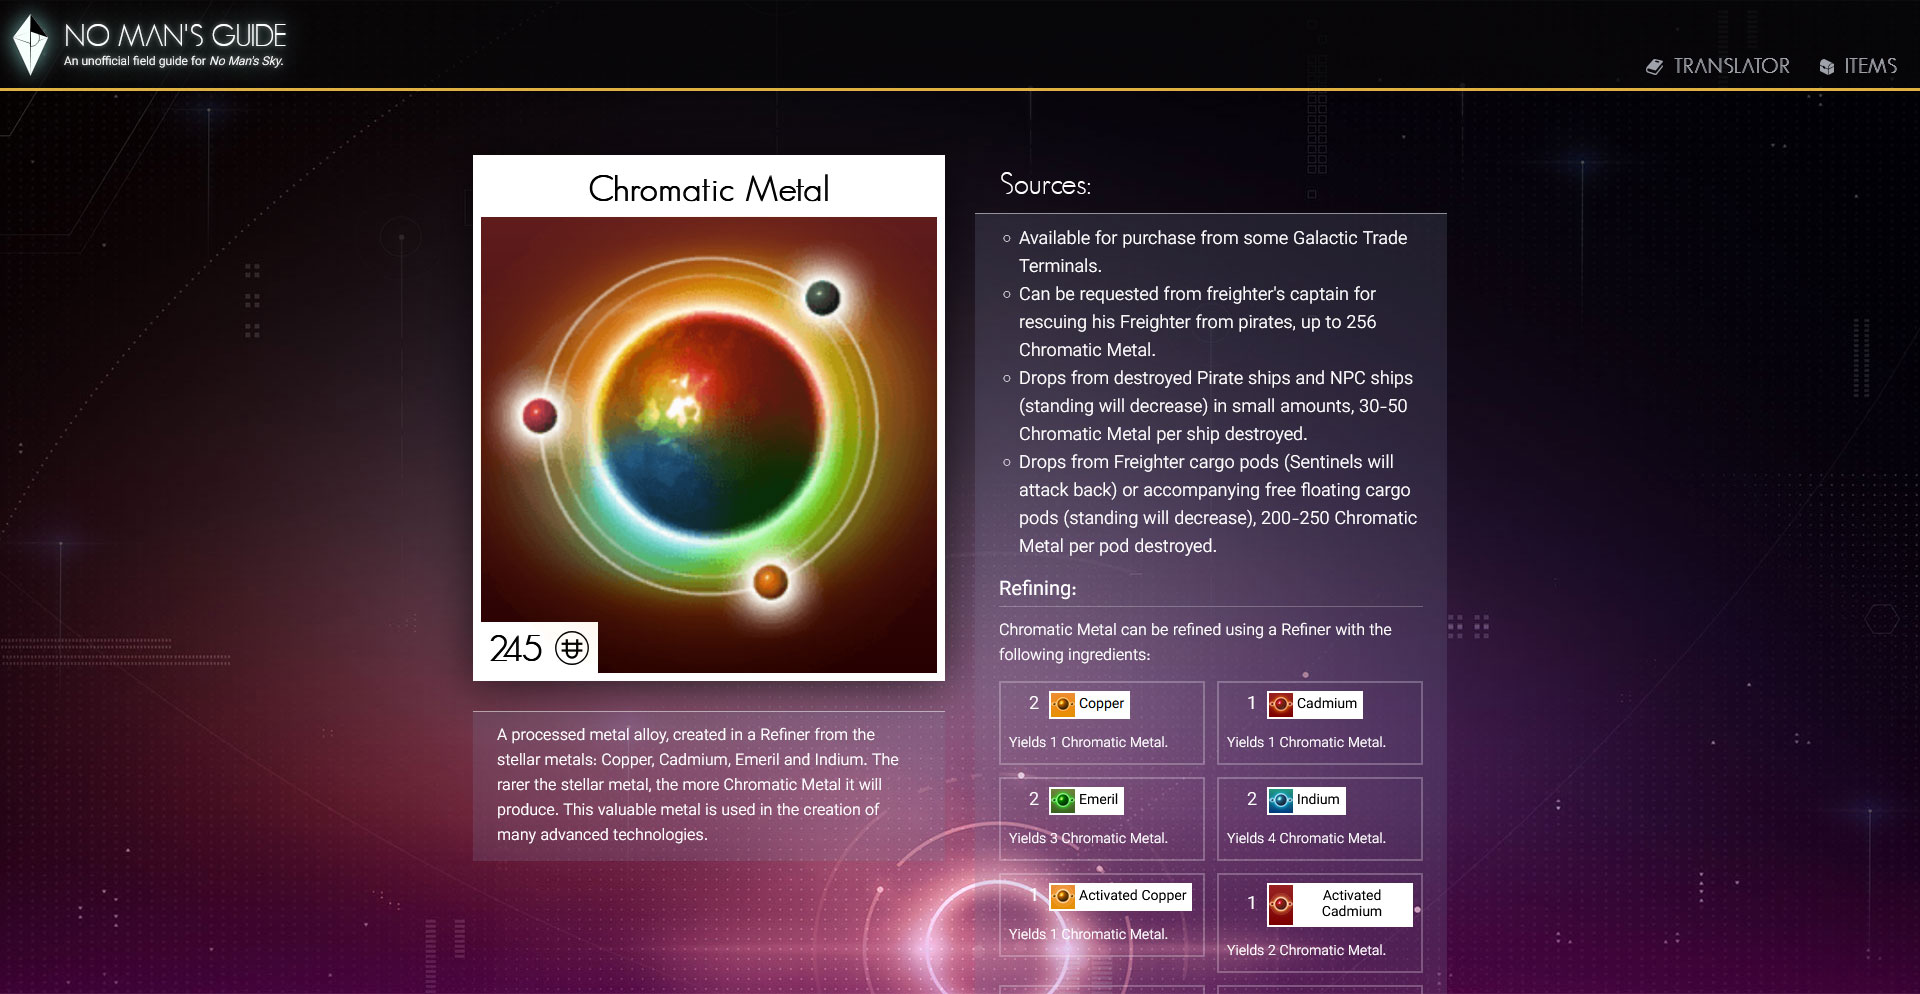 NO MAN'S GUIDE
An unofficial field guide for No Man's Sky.
TRANSLATOR
ITEMS
Chromatic Metal
245
A processed metal alloy, created in a Refiner from the
stellar metals: Copper, Cadmium, Emeril and Indium. The
rarer the stellar metal, the more Chromatic Metal it will
produce. This valuable metal is used in the creation of
many advanced technologies.
Sources:
Available for purchase from some Galactic Trade
Terminals.
Can be requested from freighter's captain for
rescuing his Freighter from pirates, up to 256
Chromatic Metal.
Drops from destroyed Pirate ships and NPC ships
(standing will decrease) in small amounts, 30-50
Chromatic Metal per ship destroyed.
Drops from Freighter cargo pods (Sentinels will
attack back) or accompanying free floating cargo
pods (standing will decrease), 200-250 Chromatic
Metal per pod destroyed.
Refining:
Chromatic Metal can be refined using a Refiner with the
following ingredients:
2 Copper
Yields 1 Chromatic Metal.
1 Cadmium
Yields 1 Chromatic Metal.
2 Emeril
Yields 3 Chromatic Metal.
2 Indium
Yields 4 Chromatic Metal.
1 Activated Copper
Yields 1 Chromatic Metal.
1 Activated
Cadmium
Yields 2 Chromatic Metal.